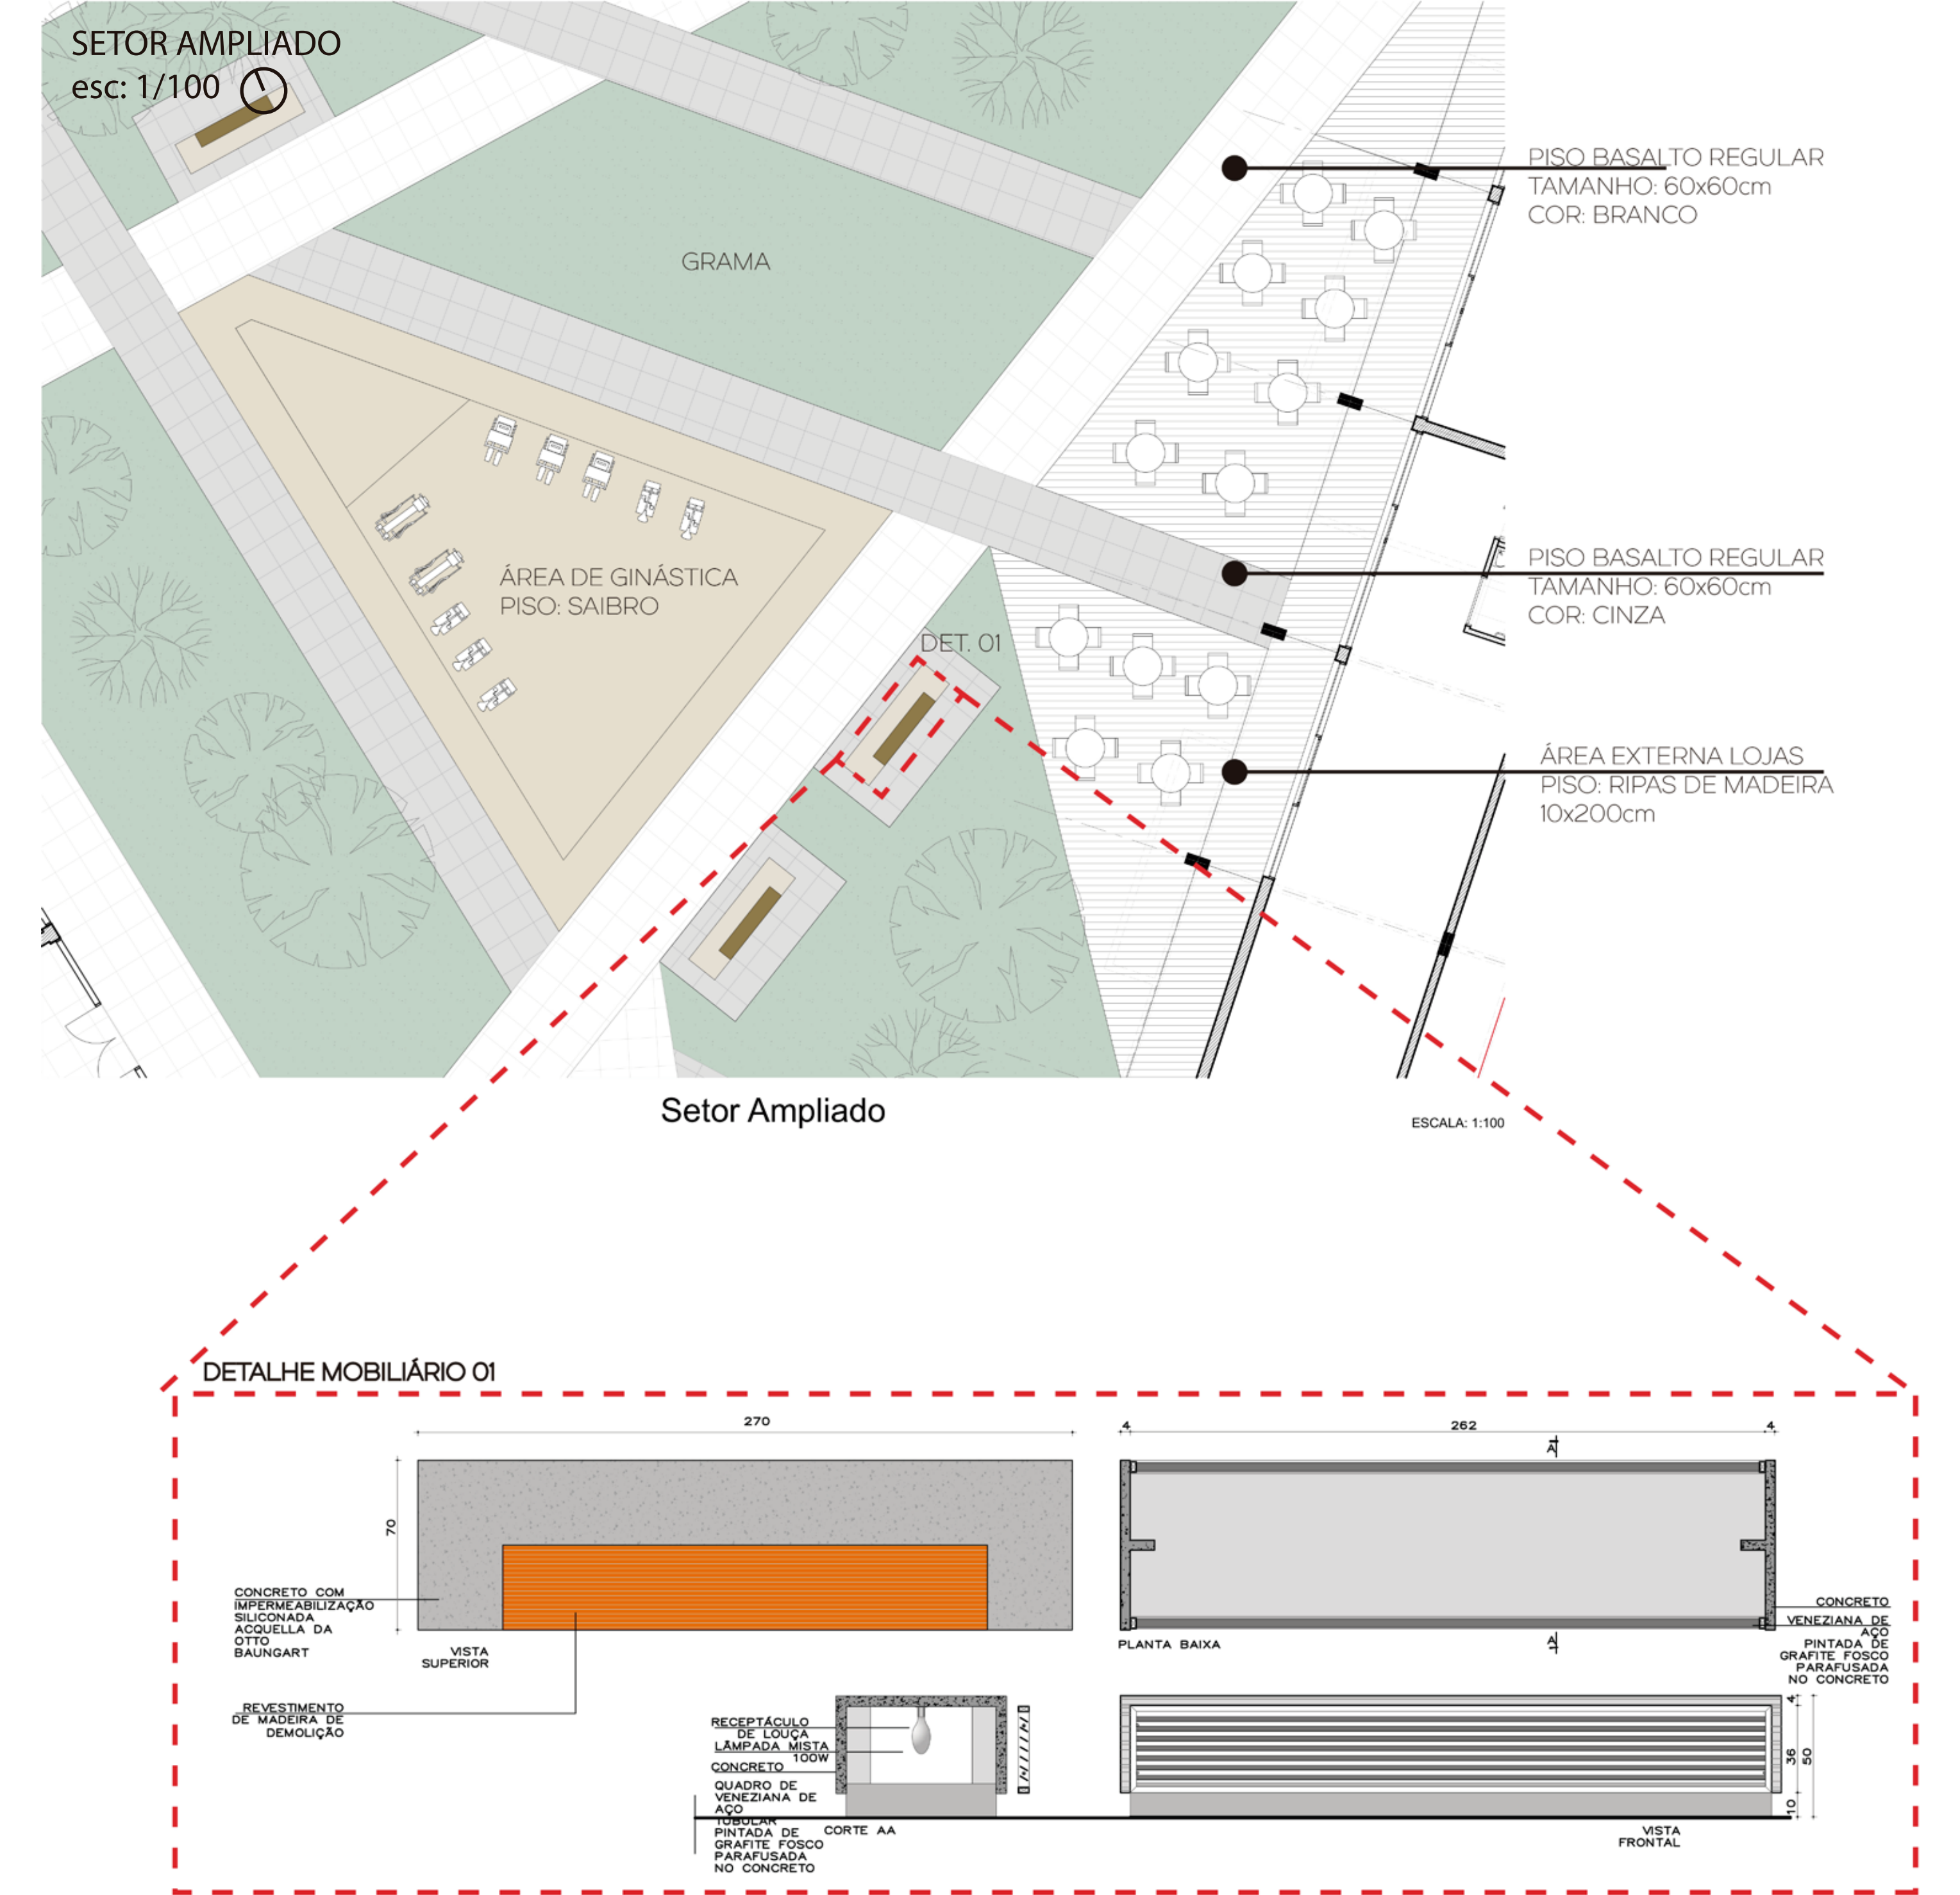 SETOR AMPLIADO
esc: 1/100
PISO BASALTO REGULAR
TAMANHO: 60x60cm
COR: BRANCO
GRAMA
PISO BASALTO REGULAR
TAMANHO: 60x60cm
COR: CINZA
ÁREA DE GINÁSTICA
PISO: SAIBRO
DET. 01
ÁREA EXTERNA LOJAS
PISO: RIPAS DE MADEIRA
10x200cm
Setor Ampliado
ESCALA: 1:100
DETALHE MOBILIÁRIO 01
270
70
CONCRETO COM
IMPERMEABILIZAÇÃO
SILICONADA
ACQUELLA DA
OTTO
BAUNGART
VISTA
SUPERIOR
REVESTIMENTO
DE MADEIRA DE
DEMOLIÇÃO
4
262
4
A
A
PLANTA BAIXA
CONCRETO
VENEZIANA DE
AÇO
PINTADA DE
GRAFITE FOSCO
PARAFUSADA
NO CONCRETO
RECEPTÁCULO
DE LOUÇA
LÂMPADA MISTA
100W
CONCRETO
QUADRO DE
VENEZIANA DE
AÇO
TUBULAR
PINTADA DE
GRAFITE FOSCO
PARAFUSADA
NO CONCRETO
CORTE AA
4
36
50
10
VISTA
FRONTAL